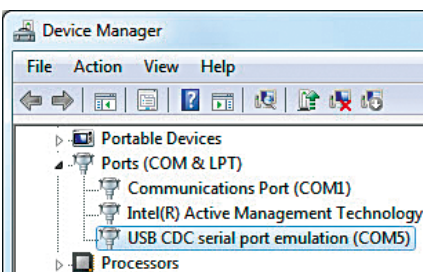 Device Manager
File Action View Help
Portable Devices
Ports (COM & LPT)
Communications Port (COM1)
Intel(R) Active Management Technology
USB CDC serial port emulation (COM5)
Processors